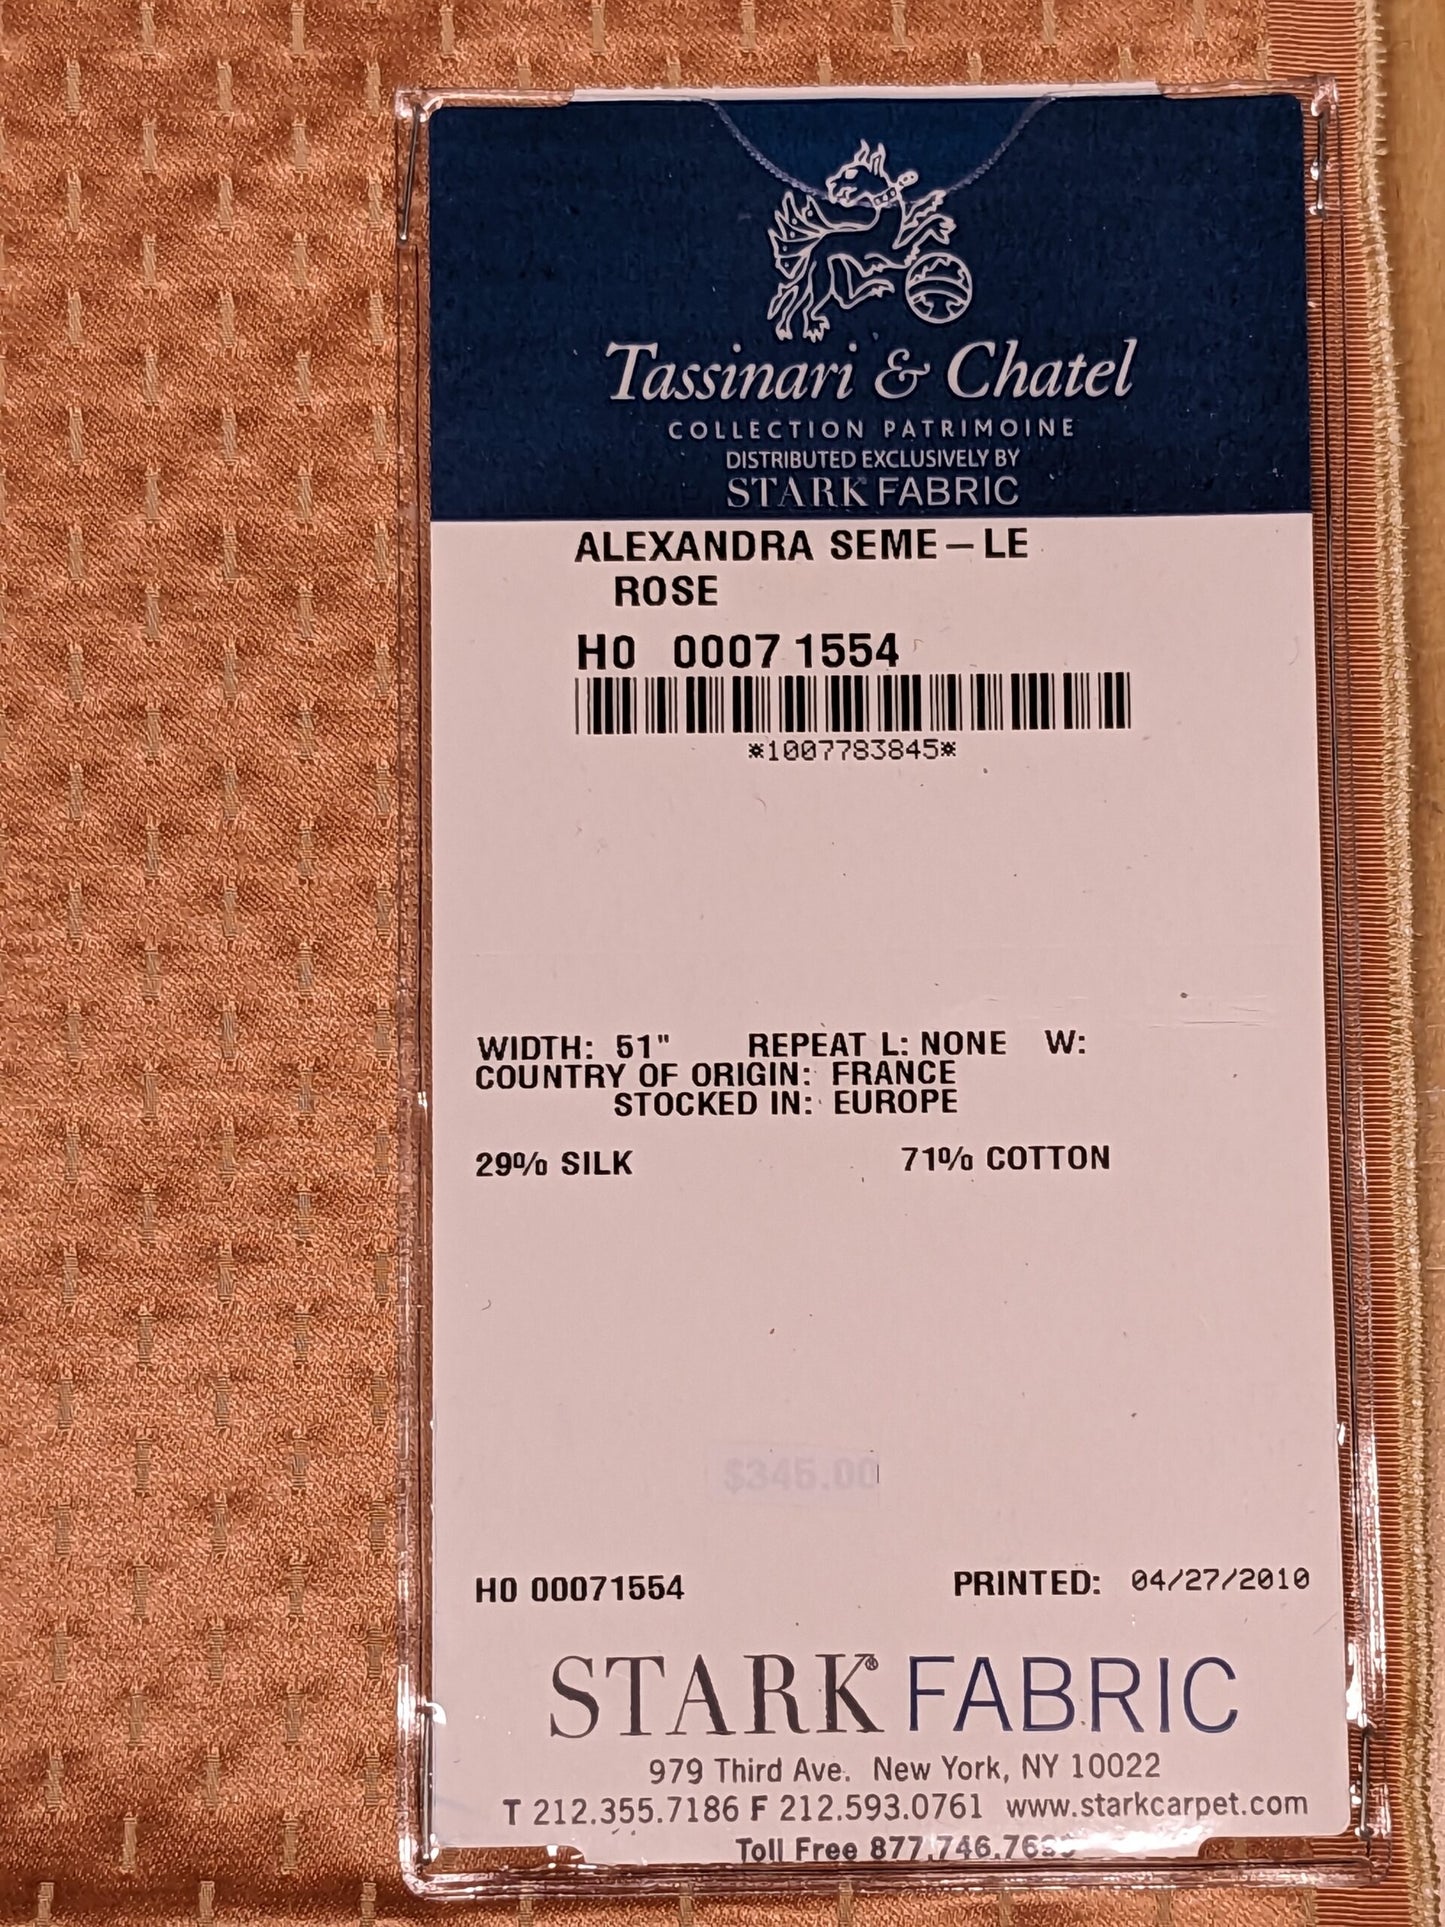 Tassinari & Chatel
COLLECTION PATRIMOINE
DISTRIBUTED EXCLUSIVELY BY
STARK FABRIC
ALEXANDRA SEME – LE
ROSE
H0 0007 1554
*1007783845*
WIDTH: 51" REPEAT L: NONE W:
COUNTRY OF ORIGIN: FRANCE
STOCKED IN: EUROPE
29% SILK 71% COTTON
$345.00
H0 00071554 PRINTED: 04/27/2010
STARK® FABRIC
979 Third Ave. New York, NY 10022
T 212.355.7186 F 212.593.0761 www.starkcarpet.com
Toll Free